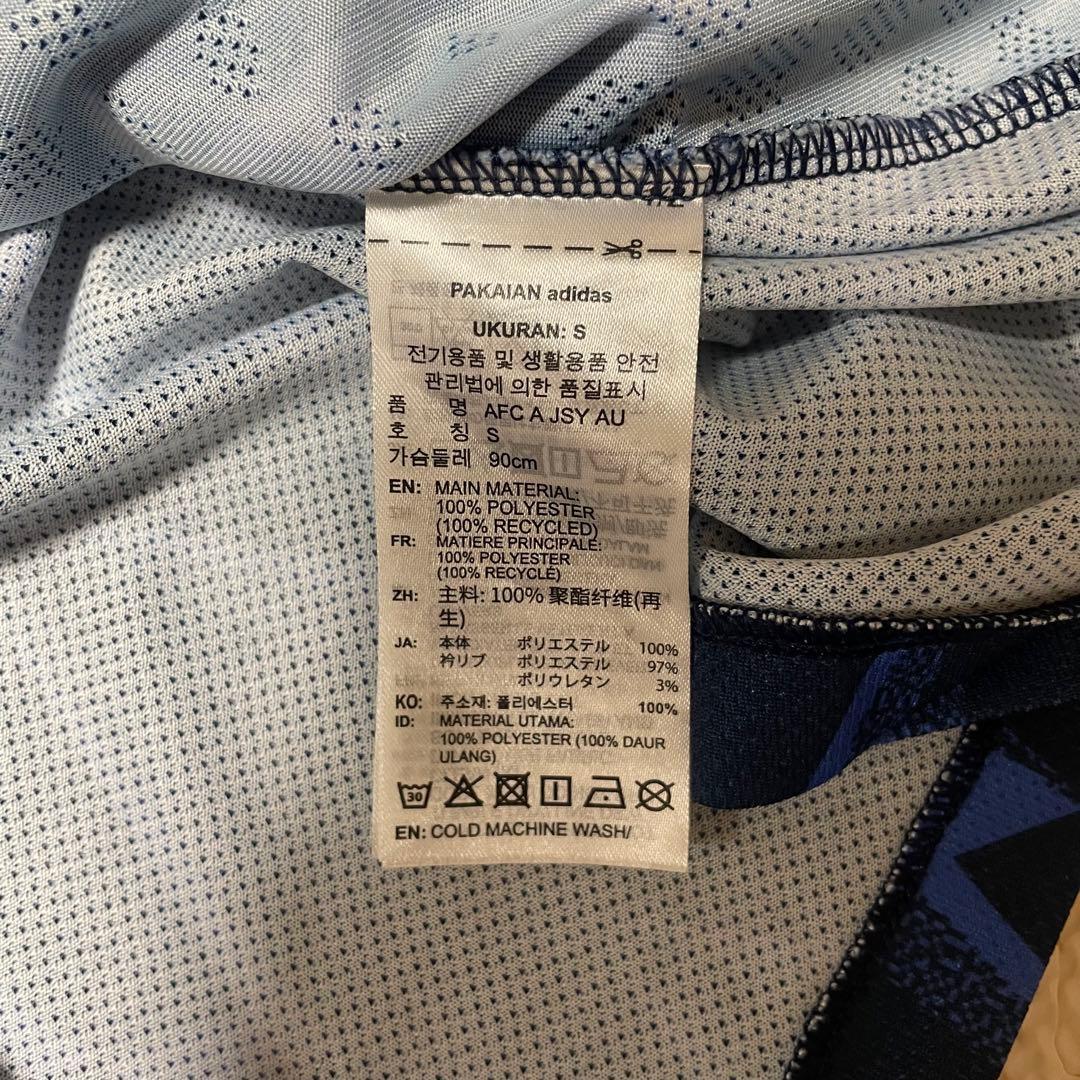 PAKAIAN adidas
UKURAN: S
전기용품 및 생활용품 안전
관리법에 의한 품질표시
품 명 AFC A JSY AU
호 칭 S
가슴둘레 90cm
EN: MAIN MATERIAL:
100% POLYESTER
(100% RECYCLED)
FR: MATIERE PRINCIPALE:
100% POLYESTER
(100% RECYCLÉ)
ZH: 主料: 100% 聚酯纤维(再
生)
JA: 本体 ポリエステル 100%
衿リブ ポリエステル 97%
ポリウレタン 3%
KO: 주소재: 폴리에스터 100%
ID: MATERIAL UTAMA:
100% POLYESTER (100% DAUR
ULANG)
30
EN: COLD MACHINE WASH/